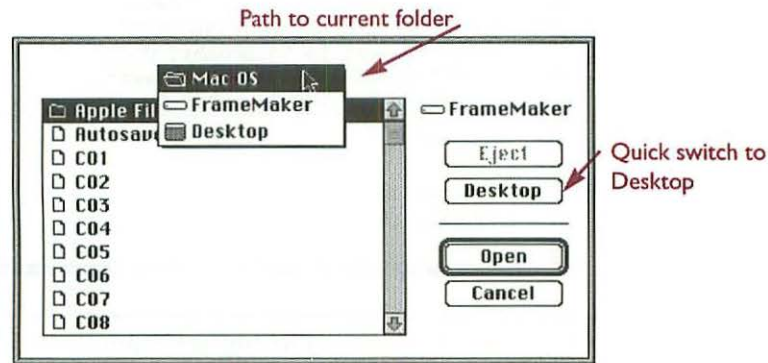 Path to current folder
Mac OS
Apple Fil
FrameMaker
FrameMaker
Autosave
Desktop
Eject
Quick switch to
Desktop
C01
C02
Desktop
C03
C04
C05
Open
C06
C07
Cancel
C08